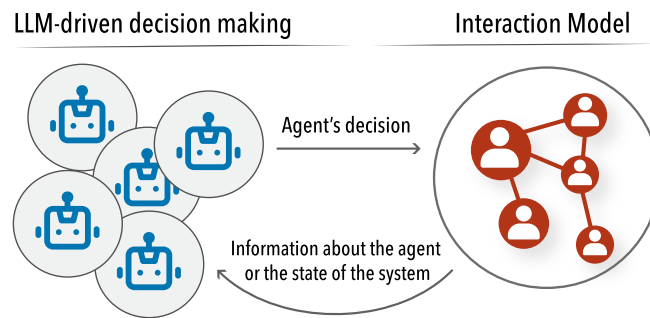 LLM-driven decision making
Interaction Model
Agent's decision
Information about the agent
or the state of the system